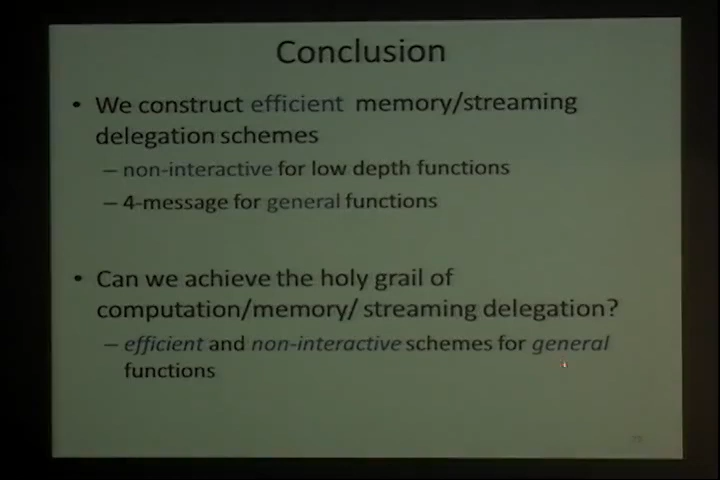 Conclusion
• We construct efficient memory/streaming
delegation schemes
– non-interactive for low depth functions
– 4-message for general functions
• Can we achieve the holy grail of
computation/memory/ streaming delegation?
– efficient and non-interactive schemes for general
functions